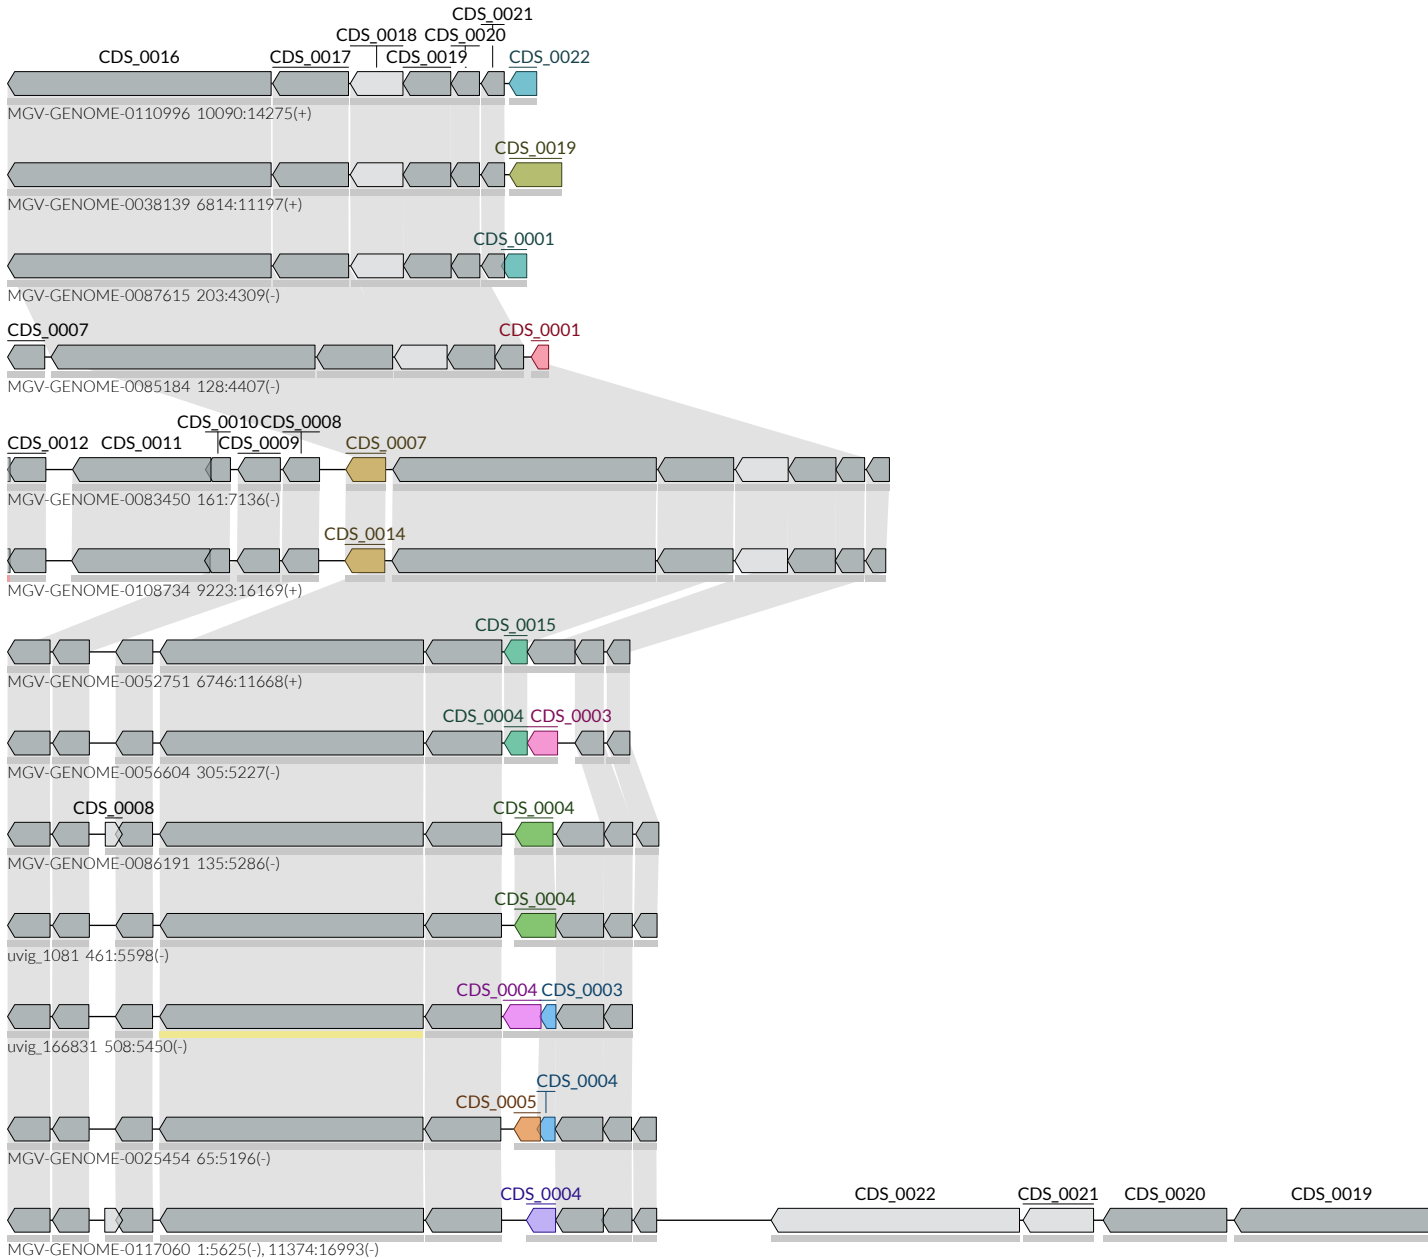 CDS_0021
CDS_0018 CDS_0020
CDS_0016 CDS_0017 CDS_0019 CDS_0022
MGV-GENOME-0110996 10090:14275(+)
CDS_0019
MGV-GENOME-0038139 6814:11197(+)
CDS_0001
MGV-GENOME-0087615 203:4309(-)
CDS_0007 CDS_0001
MGV-GENOME-0085184 128:4407(-)
CDS_0010 CDS_0008
CDS_0012 CDS_0011 CDS_0009 CDS_0007
MGV-GENOME-0083450 161:7136(-)
CDS_0014
MGV-GENOME-0108734 9223:16169(+)
CDS_0015
MGV-GENOME-0052751 6746:11668(+)
CDS_0004 CDS_0003
MGV-GENOME-0056604 305:5227(-)
CDS_0008 CDS_0004
MGV-GENOME-0086191 135:5286(-)
CDS_0004
uvig_1081 461:5598(-)
CDS_0004 CDS_0003
uvig_166831 508:5450(-)
CDS_0004
CDS_0005
MGV-GENOME-0025454 65:5196(-)
CDS_0004 CDS_0022 CDS_0021 CDS_0020 CDS_0019
MGV-GENOME-0117060 1:5625(-), 11374:16993(-)